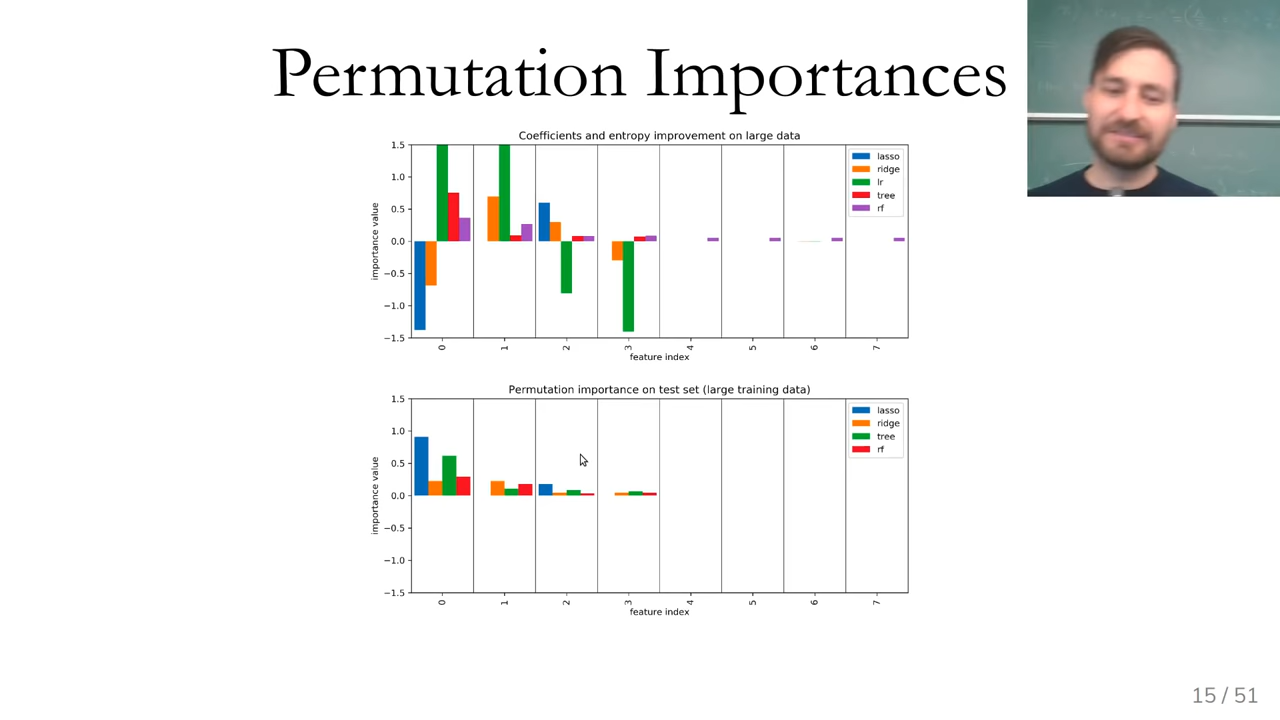 Permutation Importances
Coefficients and entropy improvement on large data
importance value
1.5
1.0
0.5
0.0
−0.5
−1.0
−1.5
lasso
ridge
lr
tree
rf
0 1 2 3 4 5 6 7
feature index
Permutation importance on test set (large training data)
importance value
1.5
1.0
0.5
0.0
−0.5
−1.0
−1.5
lasso
ridge
tree
rf
0 1 2 3 4 5 6 7
feature index
15 / 51